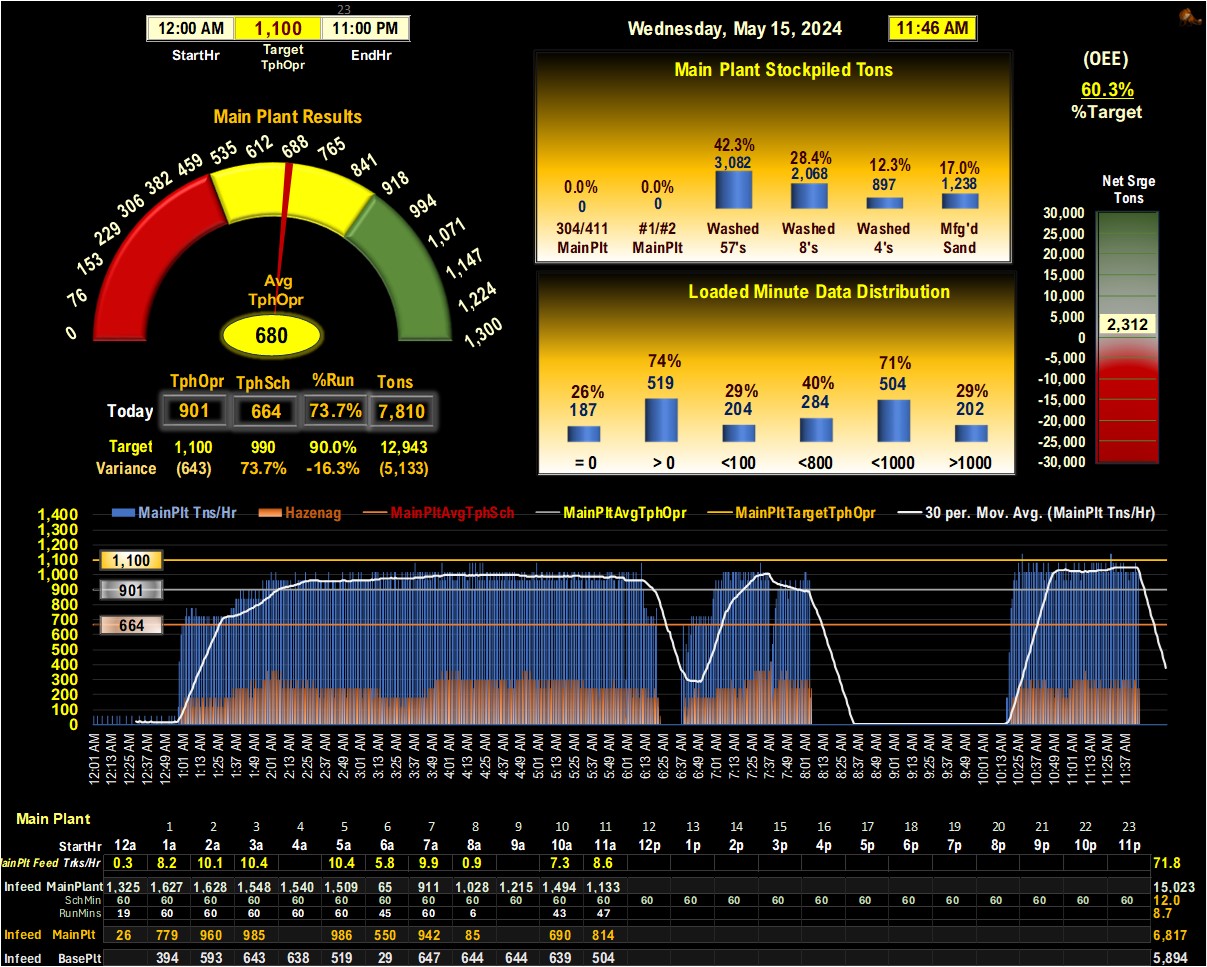 23
12:00 AM 1,100 11:00 PM
StartHr Target TphOpr EndHr
Wednesday, May 15, 2024 11:46 AM
(OEE)
60.3%
%Target
Main Plant Results
0 76 153 229 306 382 459 535 612 688 765 841 918 994 1,071 1,147 1,224 1,300
Avg
TphOpr
680
TphOpr TphSch %Run Tons
Today 901 664 73.7% 7,810
Target 1,100 990 90.0% 12,943
Variance (643) 73.7% -16.3% (5,133)
Main Plant Stockpiled Tons
0.0% 0.0% 42.3% 28.4% 12.3% 17.0%
0 0 3,082 2,068 897 1,238
304/411 #1/#2 Washed Washed Washed Mfg'd
MainPlt MainPlt 57's 8's 4's Sand
Loaded Minute Data Distribution
26% 74% 29% 40% 71% 29%
187 519 204 284 504 202
= 0 > 0 <100 <800 <1000 >1000
Net Srge
Tons
30,000
25,000
20,000
15,000
10,000
5,000
2,312
0
-5,000
-10,000
-15,000
-20,000
-25,000
-30,000
MainPlt Tns/Hr Hazenag MainPltAvgTphSch MainPltAvgTphOpr MainPltTargetTphOpr 30 per. Mov. Avg. (MainPlt Tns/Hr)
1,400
1,300
1,200
1,100
1,000
900
800
700
600
500
400
300
200
100
0
1,100
901
664
12:01 AM 12:13 AM 12:25 AM 12:37 AM 12:49 AM 1:01 AM 1:13 AM 1:25 AM 1:37 AM 1:49 AM 2:01 AM 2:13 AM 2:25 AM 2:37 AM 2:49 AM 3:01 AM 3:13 AM 3:25 AM 3:37 AM 3:49 AM 4:01 AM 4:13 AM 4:25 AM 4:37 AM 4:49 AM 5:01 AM 5:13 AM 5:25 AM 5:37 AM 5:49 AM 6:01 AM 6:13 AM 6:25 AM 6:37 AM 6:49 AM 7:01 AM 7:13 AM 7:25 AM 7:37 AM 7:49 AM 8:01 AM 8:13 AM 8:25 AM 8:37 AM 8:49 AM 9:01 AM 9:13 AM 9:25 AM 9:37 AM 9:49 AM 10:01 AM 10:13 AM 10:25 AM 10:37 AM 10:49 AM 11:01 AM 11:13 AM 11:25 AM 11:37 AM
Main Plant
1 2 3 4 5 6 7 8 9 10 11 12 13 14 15 16 17 18 19 20 21 22 23
StartHr 12a 1a 2a 3a 4a 5a 6a 7a 8a 9a 10a 11a 12p 1p 2p 3p 4p 5p 6p 7p 8p 9p 10p 11p
MainPlt Feed Trks/Hr 0.3 8.2 10.1 10.4 10.4 5.8 9.9 0.9 7.3 8.6 71.8
Infeed MainPlant 1,325 1,627 1,628 1,548 1,540 1,509 65 911 1,028 1,215 1,494 1,133 15,023
SchMin 60 60 60 60 60 60 60 60 60 60 60 60 60 60 60 60 60 60 60 60 60 60 60 60 12.0
RunMins 19 60 60 60 60 45 60 6 43 47 8.7
Infeed MainPlt 26 779 960 985 986 550 942 85 690 814 6,817
Infeed BasePlt 394 593 643 638 519 29 647 644 644 639 504 5,894